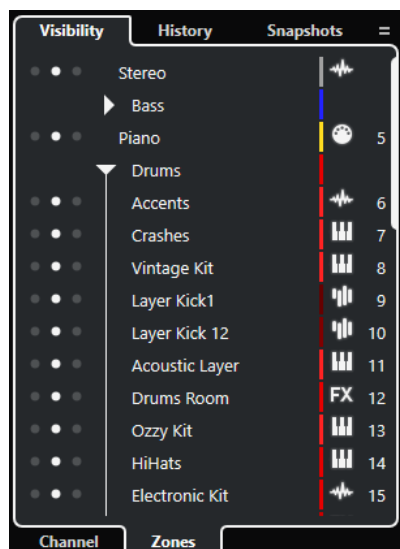 Visibility History Snapshots
Stereo
Bass
Piano 5
Drums
Accents 6
Crashes 7
Vintage Kit 8
Layer Kick1 9
Layer Kick 12 10
Acoustic Layer 11
Drums Room FX 12
Ozzy Kit 13
HiHats 14
Electronic Kit 15
Channel Zones